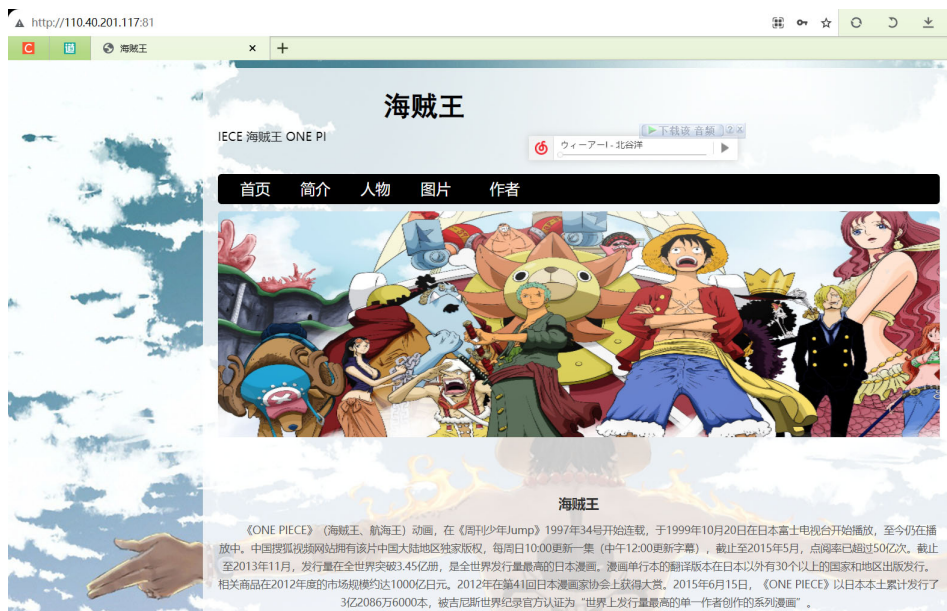 http://110.40.201.117:81
海贼王
海贼王
IECE 海贼王 ONE PI
下载该 音频
ウィーアー! - 北谷洋
首页 简介 人物 图片 作者
海贼王
《ONE PIECE》（海贼王、航海王）动画，在《周刊少年Jump》1997年34号开始连载，于1999年10月20日在日本富士电视台开始播放，至今仍在播
放中。中国搜狐视频网站拥有该片中国大陆地区独家版权，每周日10:00更新一集（中午12:00更新字幕），截止至2015年5月，点阅率已超过50亿次。截止
至2013年11月，发行量在全世界突破3.45亿册，是全世界发行量最高的日本漫画。漫画单行本的翻译版本在日本以外有30个以上的国家和地区出版发行。
相关商品在2012年度的市场规模约达1000亿日元。2012年在第41回日本漫画家协会上获得大赏。2015年6月15日，《ONE PIECE》以日本本土累计发行了
3亿2086万6000本，被吉尼斯世界纪录官方认证为“世界上发行量最高的单一作者创作的系列漫画”。